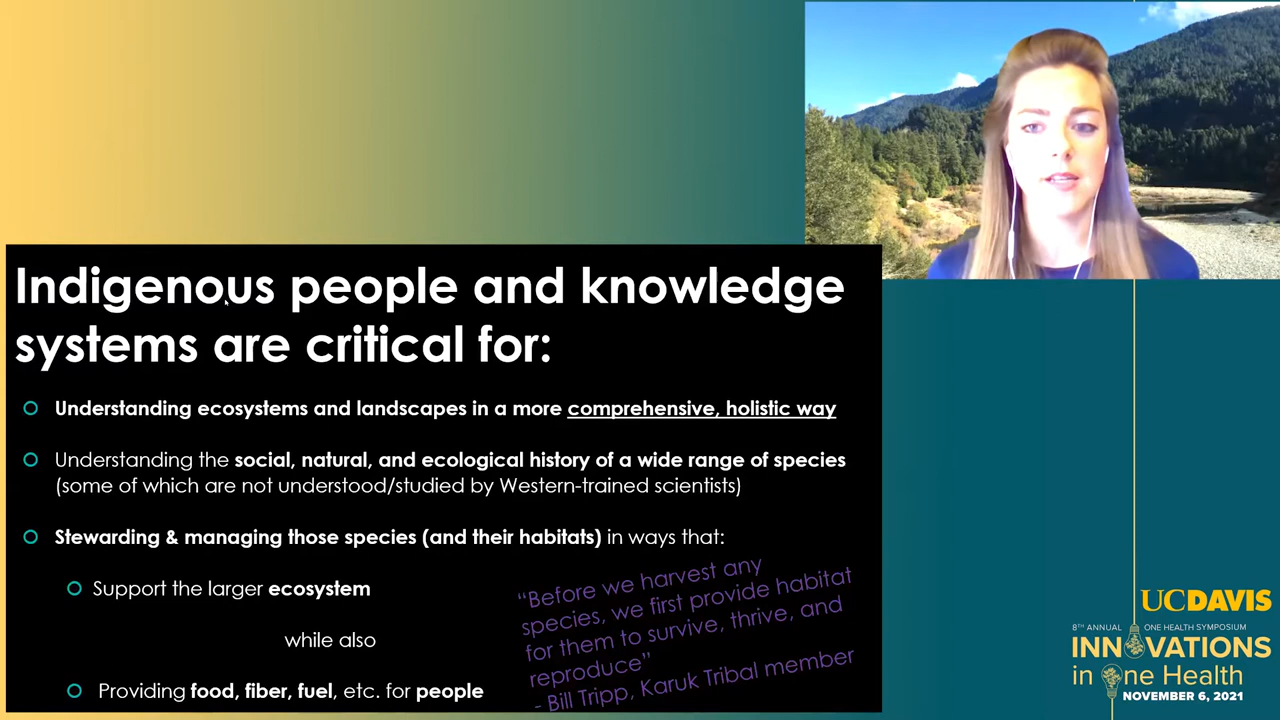 Indigenous people and knowledge
systems are critical for:
Understanding ecosystems and landscapes in a more comprehensive, holistic way
Understanding the social, natural, and ecological history of a wide range of species
(some of which are not understood/studied by Western-trained scientists)
Stewarding & managing those species (and their habitats) in ways that:
Support the larger ecosystem
while also
Providing food, fiber, fuel, etc. for people
“Before we harvest any
species, we first provide habitat
for them to survive, thrive, and
reproduce”
- Bill Tripp, Karuk Tribal member
UCDAVIS
8TH ANNUAL ONE HEALTH SYMPOSIUM
INNOVATIONS
in One Health
NOVEMBER 6, 2021